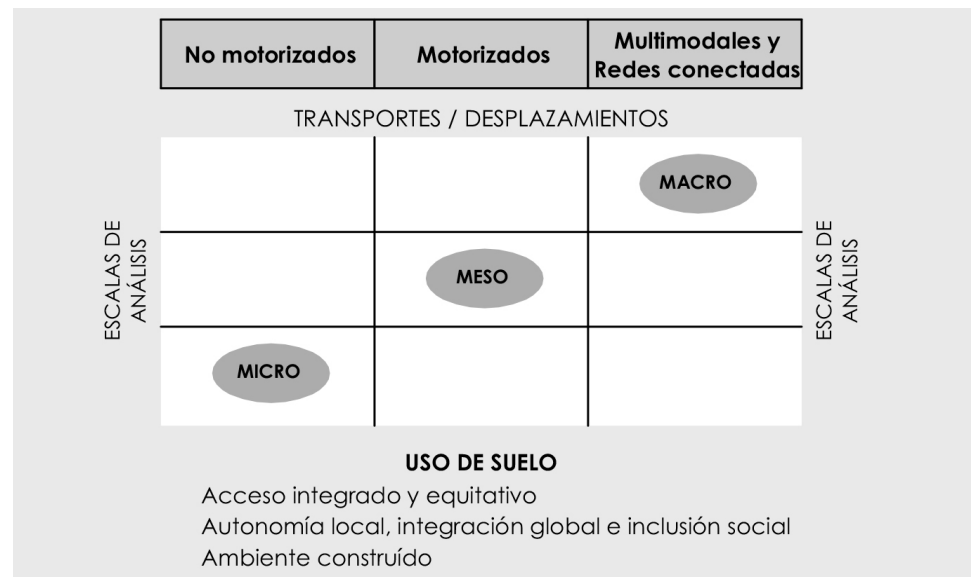 No motorizados
Motorizados
Multimodales y
Redes conectadas
TRANSPORTES / DESPLAZAMIENTOS
ESCALAS DE
ANÁLISIS
MACRO
MESO
MICRO
ESCALAS DE
ANÁLISIS
USO DE SUELO
Acceso integrado y equitativo
Autonomía local, integración global e inclusión social
Ambiente construído